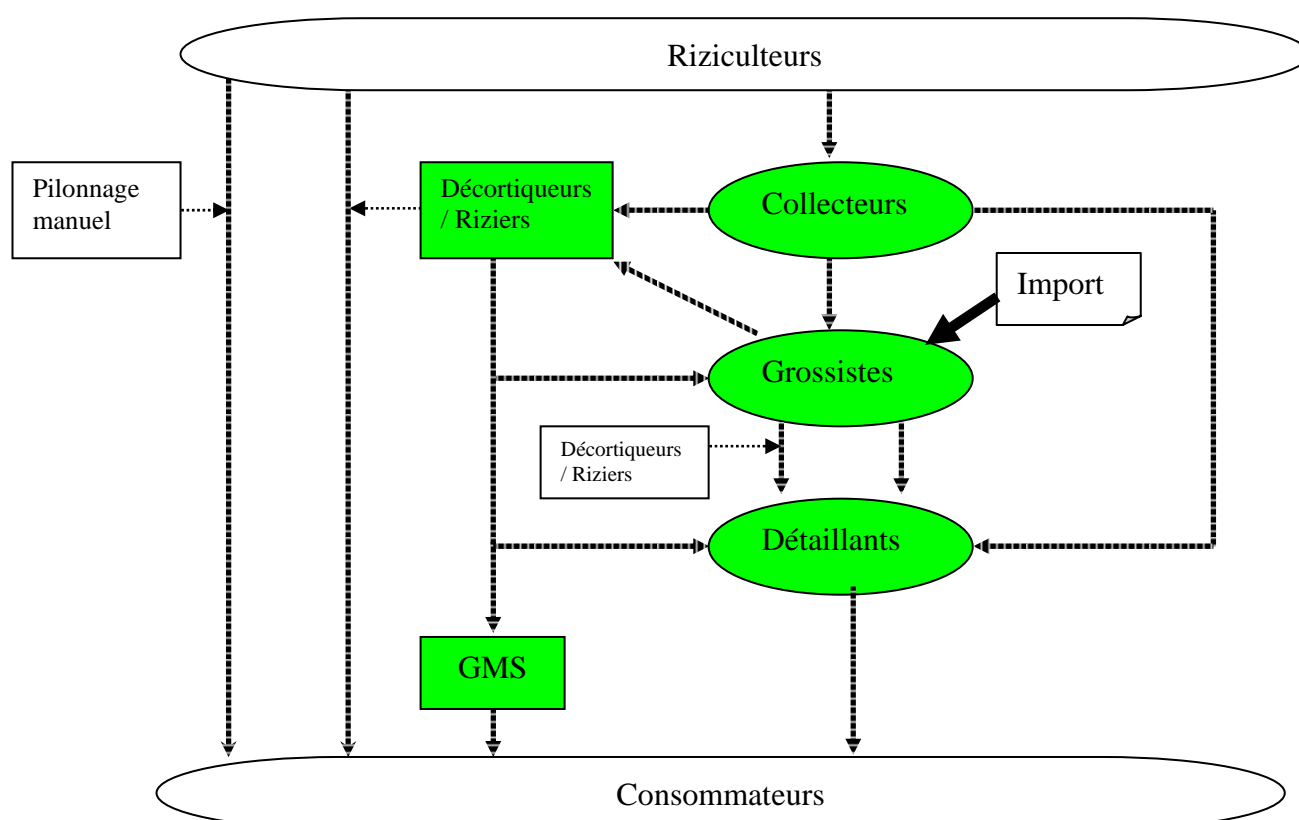 Riziculteurs
Pilonnage
manuel
Décortiqueurs
/ Riziers
Collecteurs
Import
Grossistes
Décortiqueurs
/ Riziers
Détaillants
GMS
Consommateurs